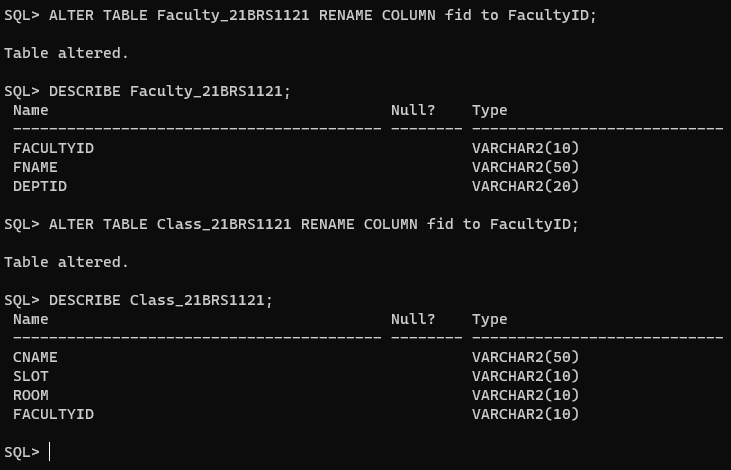 SQL> ALTER TABLE Faculty_21BRS1121 RENAME COLUMN fid to FacultyID;
Table altered.
SQL> DESCRIBE Faculty_21BRS1121;
Name                                      Null?    Type
----------------------------------------- -------- ----------------------------
FACULTYID                                          VARCHAR2(10)
FNAME                                              VARCHAR2(50)
DEPTID                                             VARCHAR2(20)
SQL> ALTER TABLE Class_21BRS1121 RENAME COLUMN fid to FacultyID;
Table altered.
SQL> DESCRIBE Class_21BRS1121;
Name                                      Null?    Type
----------------------------------------- -------- ----------------------------
CNAME                                              VARCHAR2(50)
SLOT                                               VARCHAR2(10)
ROOM                                               VARCHAR2(10)
FACULTYID                                          VARCHAR2(10)
SQL>